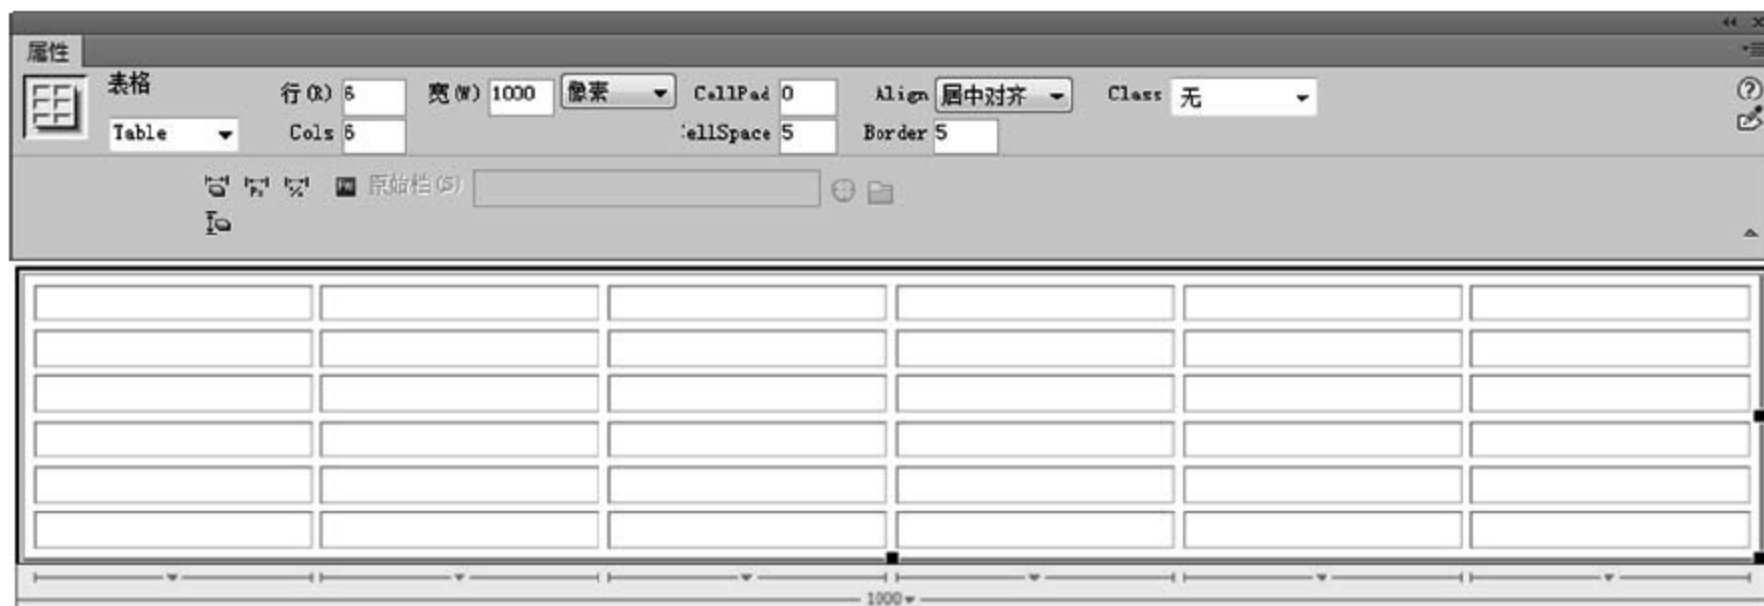 属性
表格 行(R) 6 宽(W) 1000 像素 CellPad 0 Align 居中对齐 Class 无
Table Cols 6 CellSpace 5 Border 5
原始档(S)
1000